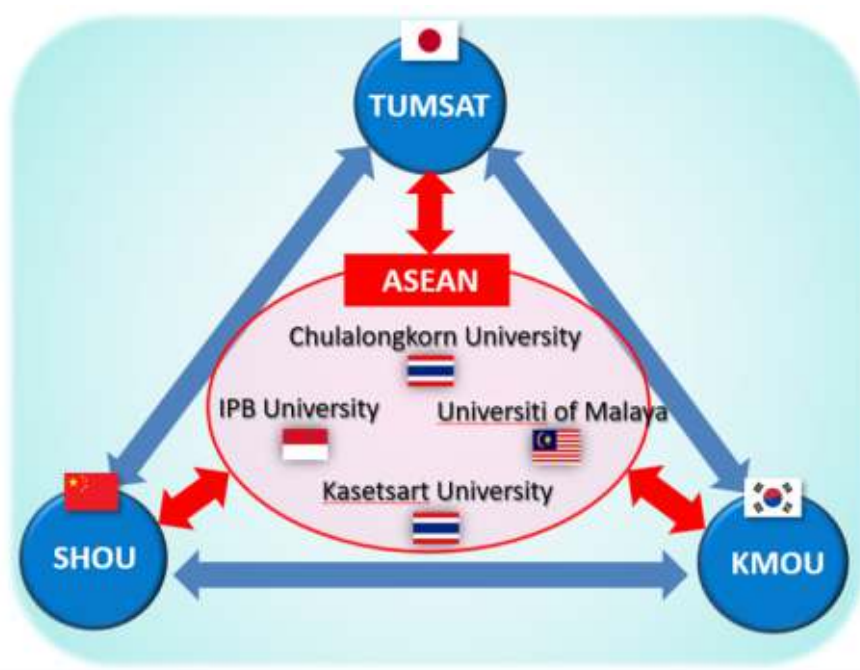 TUMSAT
ASEAN
Chulalongkorn University
IPB University
Universiti of Malaya
Kasetsart University
SHOU
KMOU